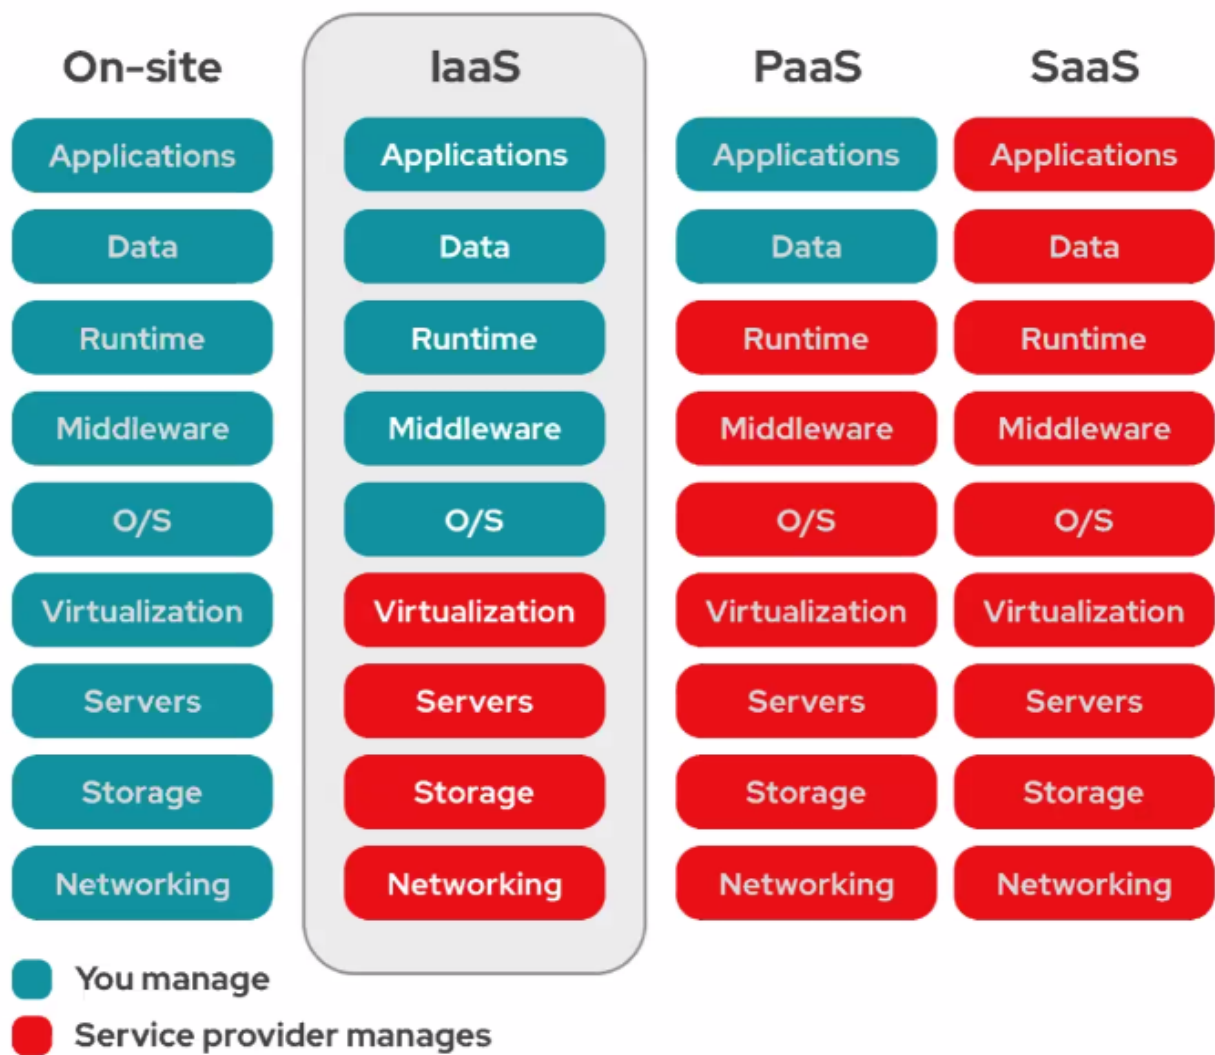 On-site IaaS PaaS SaaS
Applications Applications Applications Applications
Data Data Data Data
Runtime Runtime Runtime Runtime
Middleware Middleware Middleware Middleware
O/S O/S O/S O/S
Virtualization Virtualization Virtualization Virtualization
Servers Servers Servers Servers
Storage Storage Storage Storage
Networking Networking Networking Networking
You manage
Service provider manages